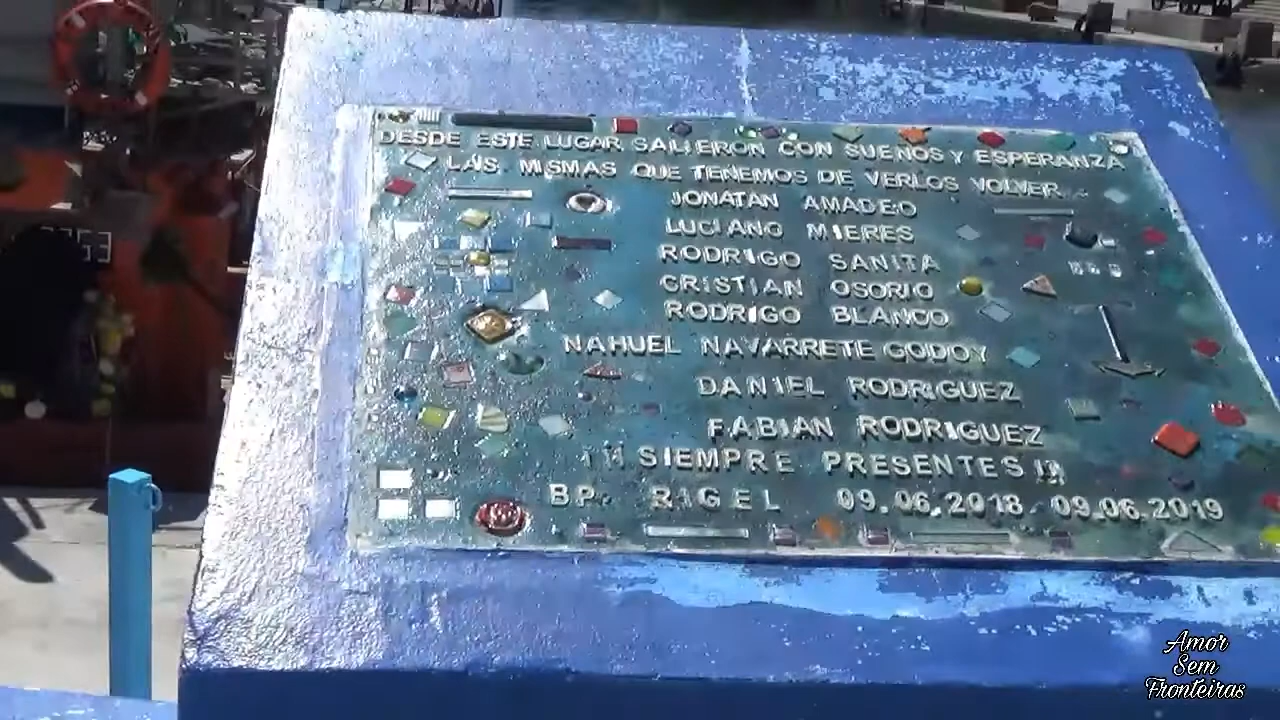 DESDE ESTE LUGAR SALIERON CON SUEÑOS Y ESPERANZA
LAS MISMAS QUE TENEMOS DE VERLOS VOLVER...
JONATAN AMADEO
LUCIANO MIERES
RODRIGO SANITA
CRISTIAN OSORIO
RODRIGO BLANCO
NAHUEL NAVARRETE GODOY
DANIEL RODRIGUEZ
FABIAN RODRIGUEZ
¡¡¡ SIEMPRE PRESENTES !!!
BP. RIGEL 09.06.2018 09.06.2019
Amor
Sem
Fronteiras